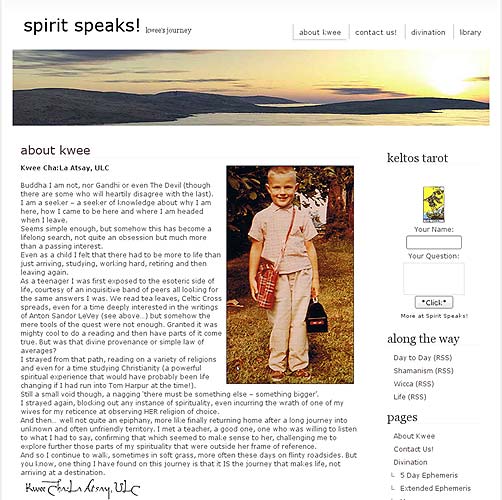 spirit speaks! kwee's journey
about kwee
contact us!
divination
library
about kwee
Kwee Cha:La Atsay, ULC
Buddha I am not, nor Gandhi or even The Devil (though
there are some who will heartily disagree with the last).
I am a seeker – a seeker of knowledge about why I am
here, how I came to be here and where I am headed
when I leave.
Seems simple enough, but somehow this has become a
lifelong search, not quite an obsession but much more
than a passing interest.
Even as a child I felt that there had to be more to life than
just arriving, studying, working hard, retiring and then
leaving again.
As a teenager I was first exposed to the esoteric side of
life, courtesy of an inquisitive band of peers all looking for
the same answers I was. We read tea leaves, Celtic Cross
spreads, even for a time deeply interested in the writings
of Anton Sandor LeVey (see above...) but somehow the
mere tools of the quest were not enough. Granted it was
mighty cool to do a reading and then have parts of it come
true. But was that divine provenance or simple law of
averages?
I strayed from that path, reading on a variety of religions
and even for a time studying Christianity (a powerful
spiritual experience that would have probably been life
changing if I had run into Tom Harpur at the time!).
Still a small void though, a nagging 'there must be something else – something bigger'.
I strayed again, blocking out any instance of spirituality, even incurring the wrath of one of my
wives for my reticence at observing HER religion of choice.
And then... well not quite an epiphany, more like finally returning home after a long journey into
unknown and often unfriendly territory. I met a teacher, a good one, one who was willing to listen
to what I had to say, confirming that which seemed to make sense to her, challenging me to
explore further those parts of my spirituality that were outside her frame of reference.
And so I continue to walk, sometimes in soft grass, more often these days on flinty roadsides. But
you know, one thing I have found on this journey is that it IS the journey that makes life, not
arriving at a destination.
Kwee Cha:La Atsay, ULC
keltos tarot
Your Name:
Your Question:
*Click*
More at Spirit Speaks!
along the way
Day to Day (RSS)
Shamanism (RSS)
Wicca (RSS)
Life (RSS)
pages
About Kwee
Contact Us!
Divination
5 Day Ephemeris
Extended Ephemeris